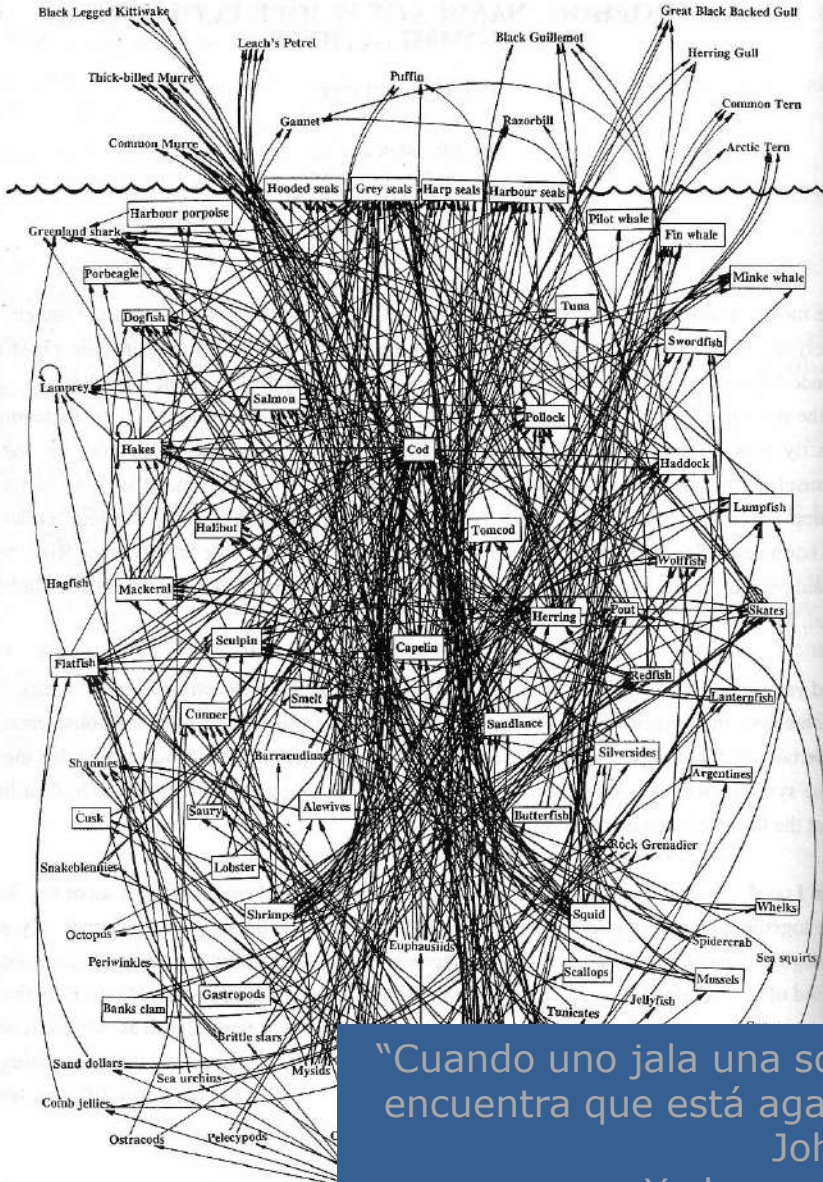 Black Legged Kittiwake
Great Black Backed Gull
Leach's Petrel
Black Guillemot
Herring Gull
Thick-billed Murre
Puffin
Common Tern
Gannet
Razorbill
Common Murre
Arctic Tern
Hooded seals
Grey seals
Harp seals
Harbour seals
Harbour porpoise
Pilot whale
Greenland shark
Fin whale
Porbeagle
Minke whale
Tuna
Dogfish
Swordfish
Lamprey
Salmon
Pollock
Hakes
Cod
Haddock
Lumpfish
Halibut
Tomcod
Wolffish
Hagfish
Mackeral
Herring
Pout
Skates
Sculpin
Capelin
Flatfish
Redfish
Smelt
Lanternfish
Cunner
Sandlance
Barracudina
Silversides
Shannies
Argentines
Saury
Alewives
Butterfish
Cusk
Rock Grenadier
Snakeblennies
Lobster
Shrimps
Squid
Whelks
Octopus
Euphausiids
Spidercrab
Periwinkles
Sea squirts
Scallops
Gastropods
Mussels
Banks clam
Jellyfish
Tunicates
Brittle stars
Sand dollars
Sea urchins
Mysids
Comb jellies
Ostracods
Pelecypods
“Cuando uno jala una so
encuentra que está aga
Joh